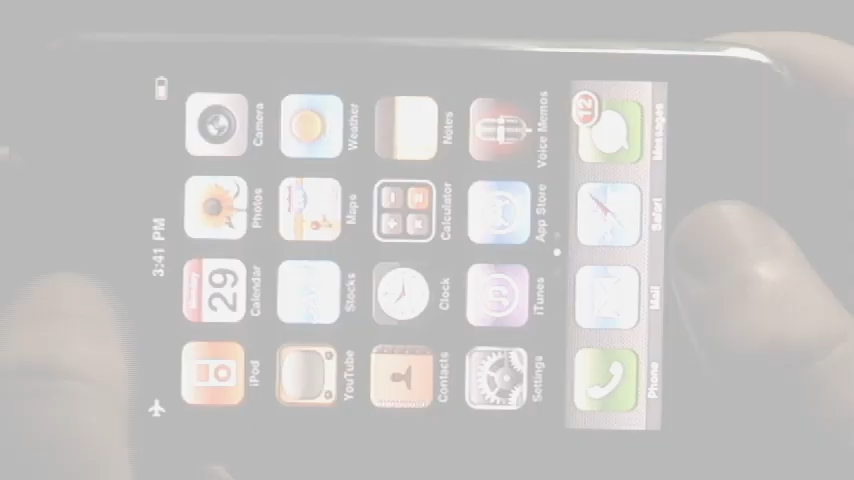 3:41 PM
Monday
29
iPod Calendar Photos Camera
YouTube Stocks Maps Weather
Contacts Clock Calculator Notes
Settings iTunes App Store Voice Memos
12
Phone Mail Safari Messages